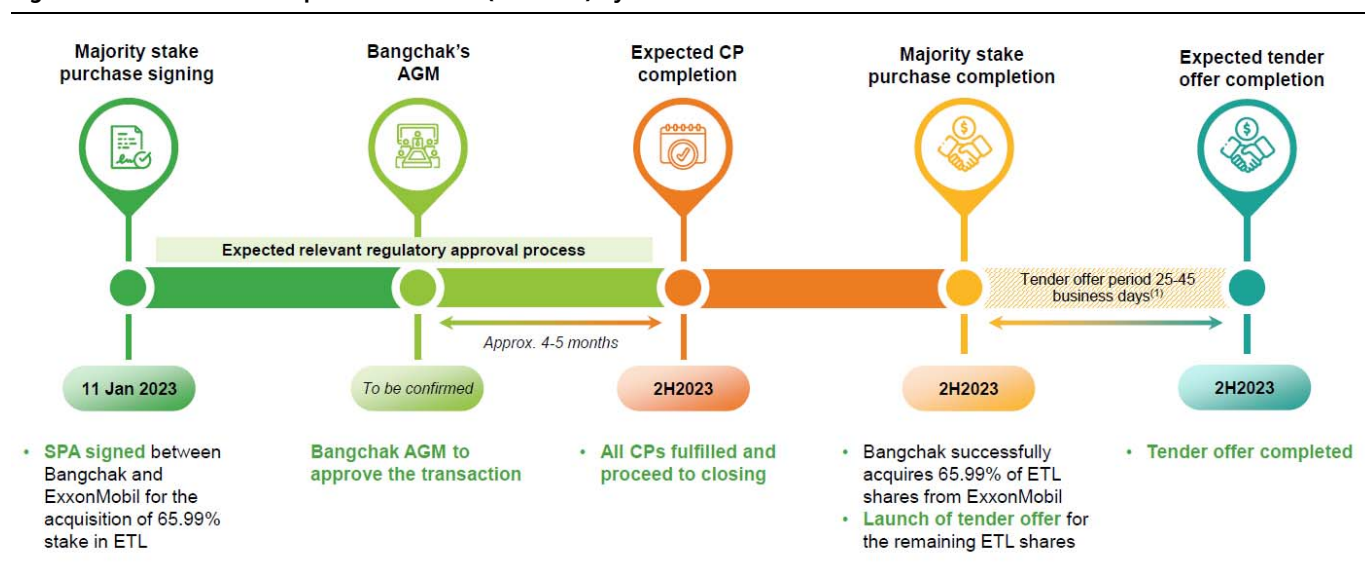 Majority stake
purchase signing
Bangchak's
AGM
Expected CP
completion
Majority stake
purchase completion
Expected tender
offer completion
Expected relevant regulatory approval process
Tender offer period 25-45
business days(1)
Approx. 4-5 months
11 Jan 2023
To be confirmed
2H2023
2H2023
2H2023
• SPA signed between
Bangchak and
ExxonMobil for the
acquisition of 65.99%
stake in ETL
Bangchak AGM to
approve the transaction
• All CPs fulfilled and
proceed to closing
• Bangchak successfully
acquires 65.99% of ETL
shares from ExxonMobil
• Launch of tender offer for
the remaining ETL shares
• Tender offer completed